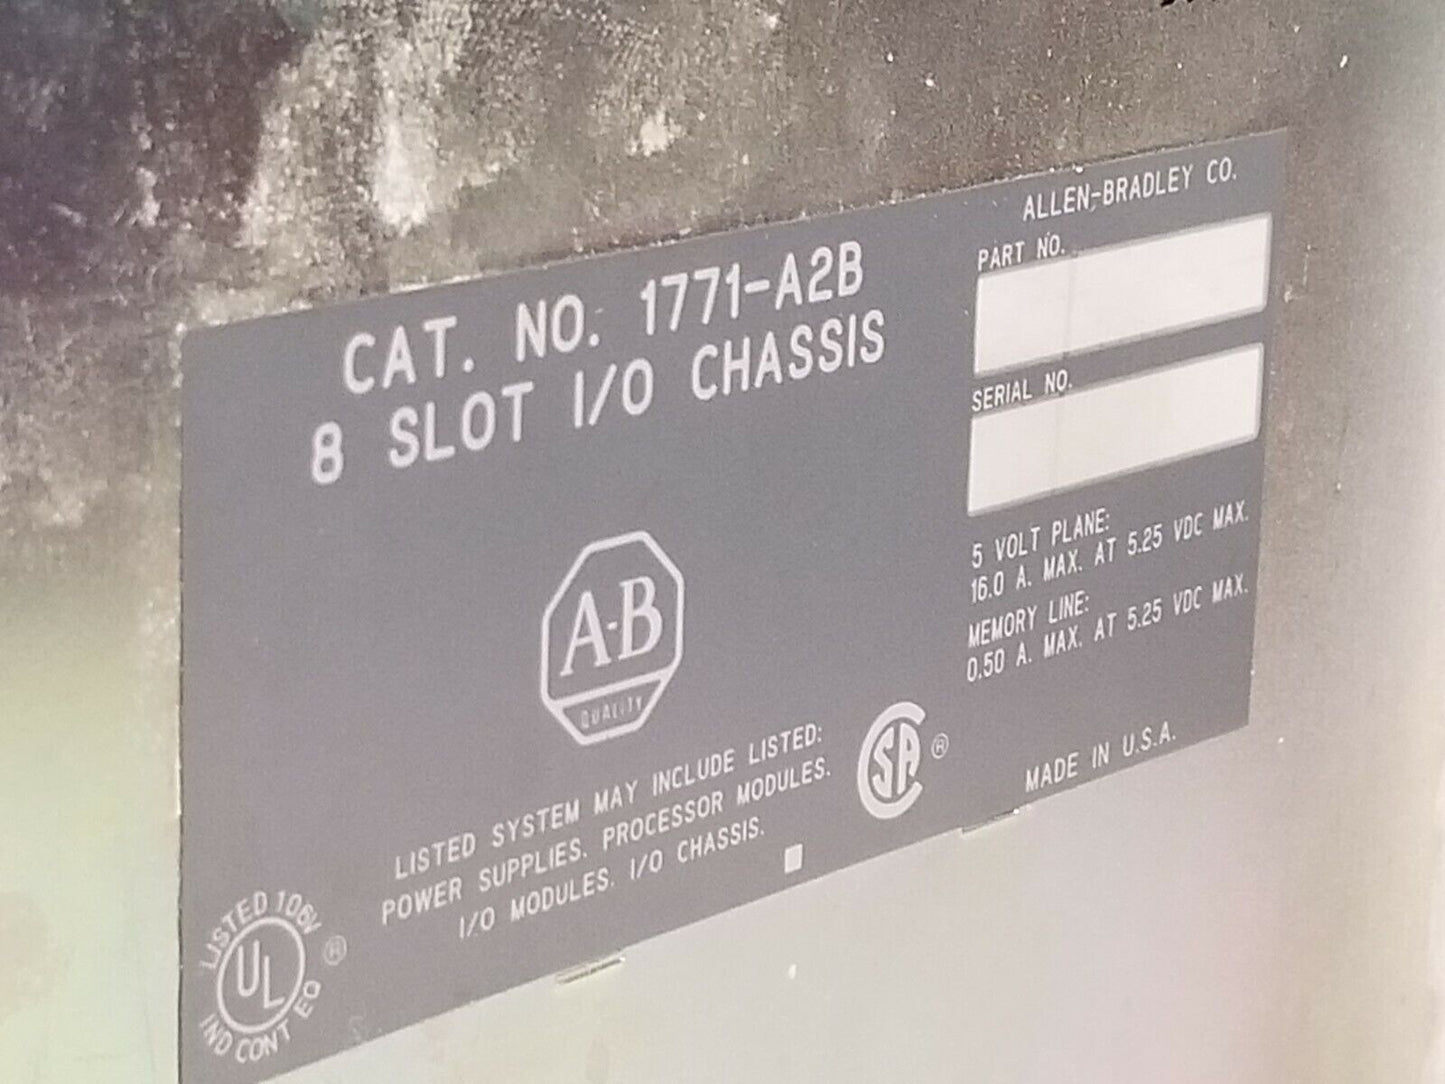 CAT. NO. 1771-A2B
8 SLOT I/O CHASSIS
A-B
QUALITY
LISTED SYSTEM MAY INCLUDE LISTED:
POWER SUPPLIES. PROCESSOR MODULES.
I/O MODULES. I/O CHASSIS.
LISTED 106V
UL ®
IND CONT EQ
SA ®
ALLEN-BRADLEY CO.
PART NO.
SERIAL NO.
5 VOLT PLANE:
16.0 A. MAX. AT 5.25 VDC MAX.
MEMORY LINE:
0.50 A. MAX. AT 5.25 VDC MAX.
MADE IN U.S.A.